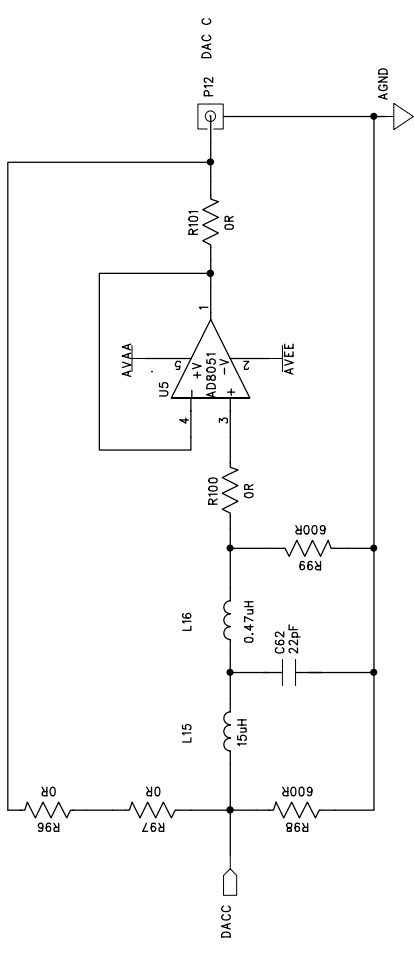 DAC C
P12
AGND
R101
0R
1
AVAA
U5
5
+V
AD8051
-V
2
AVEE
4
-
3
+
R100
0R
R99
600R
L16
0.47uH
C62
22pF
L15
15uH
R96
0R
R97
0R
R98
600R
DACC